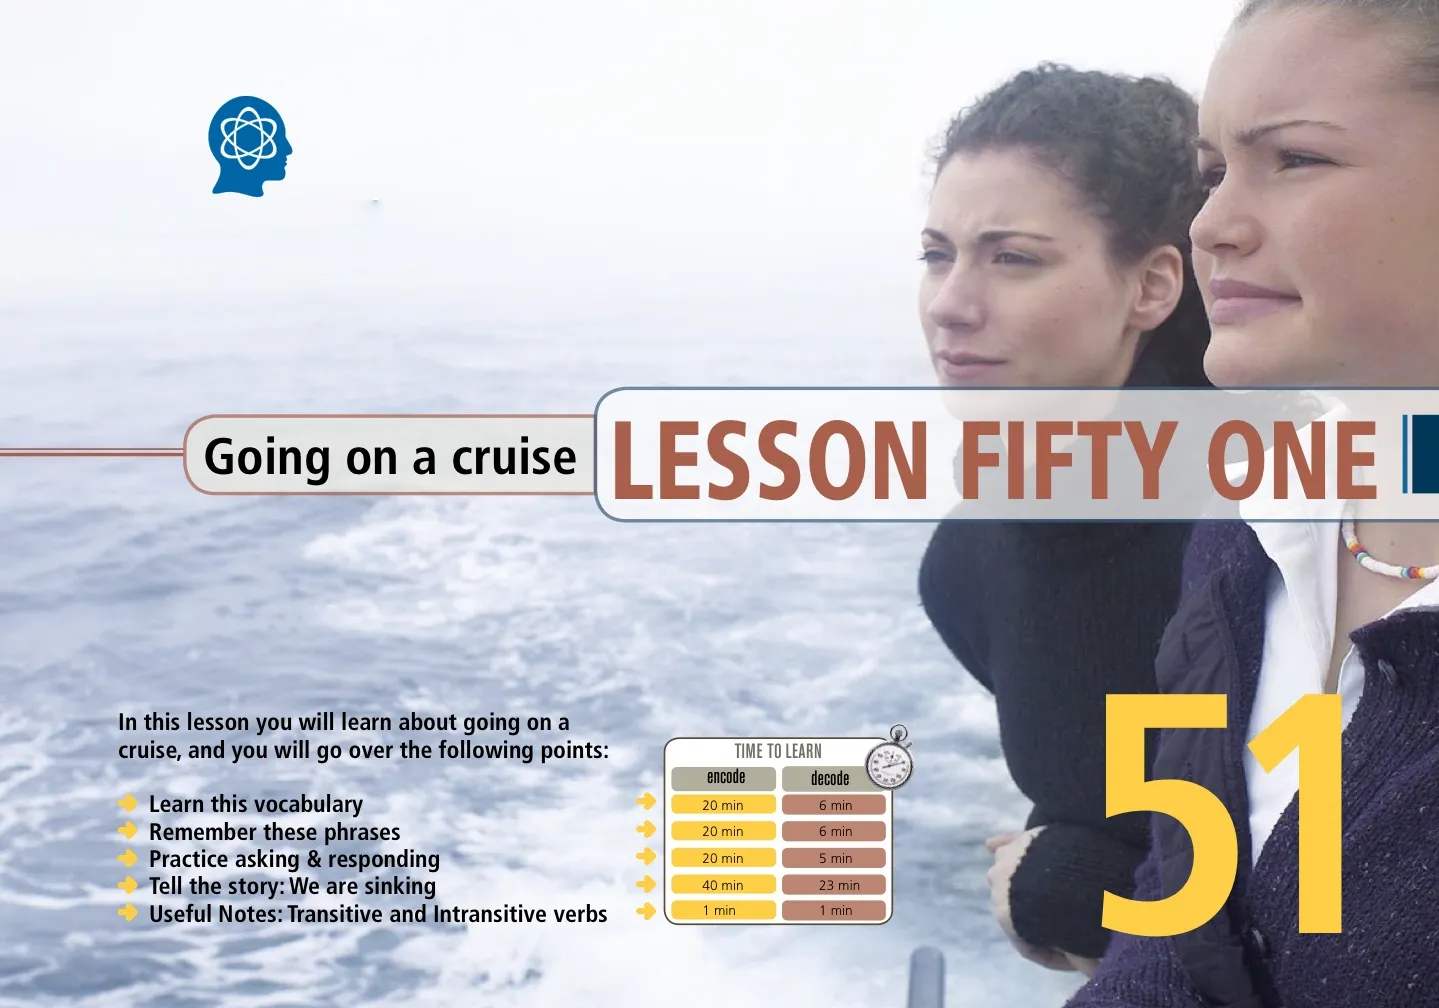 Going on a cruise
LESSON FIFTY ONE
In this lesson you will learn about going on a
cruise, and you will go over the following points:
Learn this vocabulary
Remember these phrases
Practice asking & responding
Tell the story: We are sinking
Useful Notes: Transitive and Intransitive verbs
TIME TO LEARN
encode decode
20 min 6 min
20 min 6 min
20 min 5 min
40 min 23 min
1 min 1 min
51